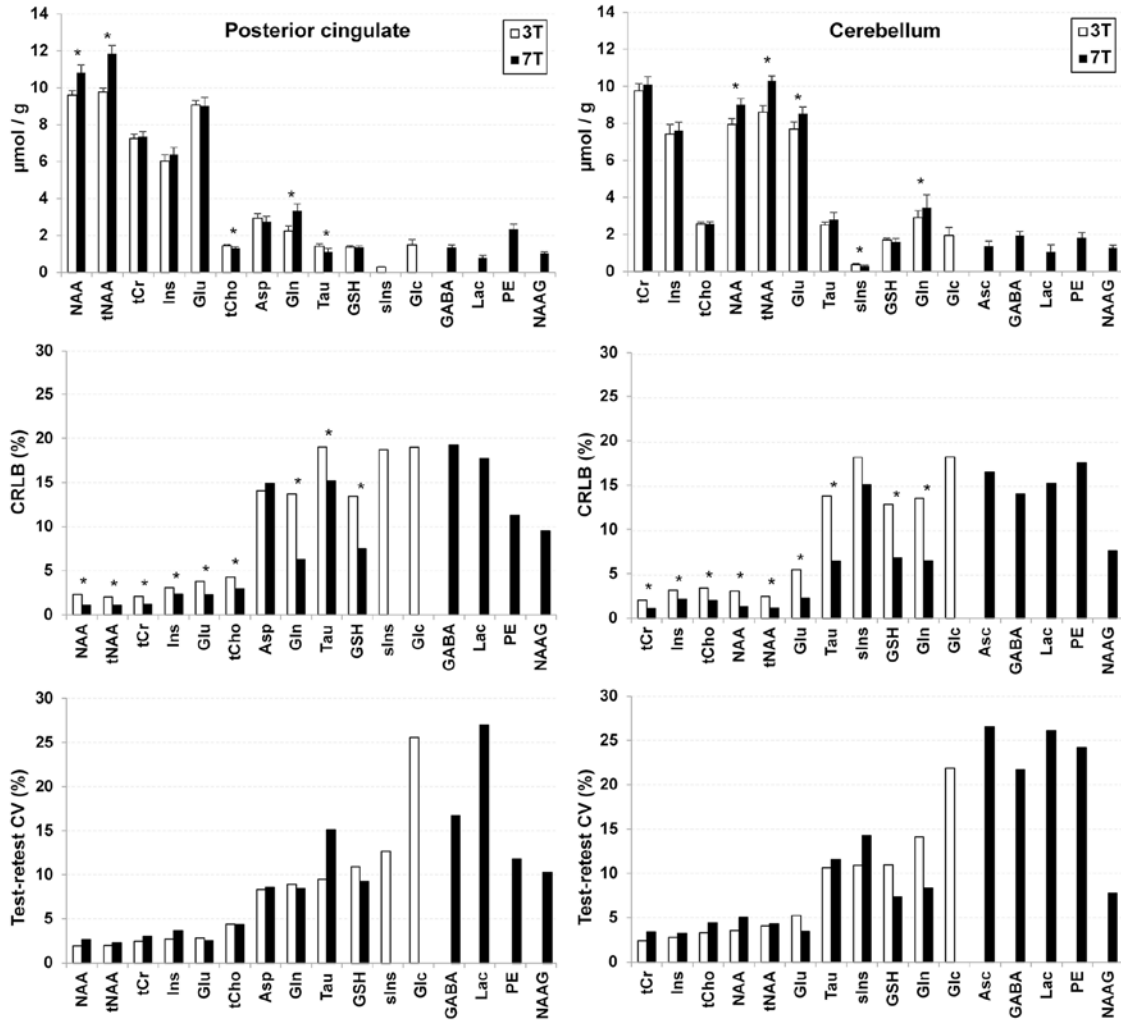 Posterior cingulate
3T
7T
µmol / g
14
12
10
8
6
4
2
0
* * * * *
NAA tNAA tCr Ins Glu tCho Asp Gln Tau GSH sIns Glc GABA Lac PE NAAG
Cerebellum
3T
7T
µmol / g
14
12
10
8
6
4
2
0
* * * * *
tCr Ins tCho NAA tNAA Glu Tau sIns GSH Gln Glc Asc GABA Lac PE NAAG
CRLB (%)
30
25
20
15
10
5
0
* * * * * * * * *
NAA tNAA tCr Ins Glu tCho Asp Gln Tau GSH sIns Glc GABA Lac PE NAAG
CRLB (%)
30
25
20
15
10
5
0
* * * * * * * * *
tCr Ins tCho NAA tNAA Glu Tau sIns GSH Gln Glc Asc GABA Lac PE NAAG
Test-retest CV (%)
30
25
20
15
10
5
0
NAA tNAA tCr Ins Glu tCho Asp Gln Tau GSH sIns Glc GABA Lac PE NAAG
Test-retest CV (%)
30
25
20
15
10
5
0
tCr Ins tCho NAA tNAA Glu Tau sIns GSH Gln Glc Asc GABA Lac PE NAAG